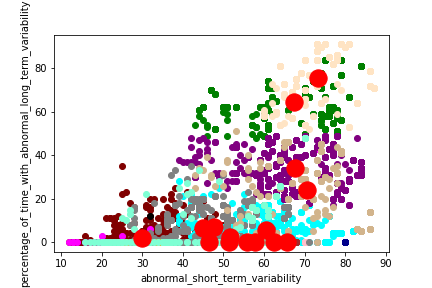 percentage_of_time_with_abnormal_long_term_variability
80
60
40
20
0
10 20 30 40 50 60 70 80 90
abnormal_short_term_variability